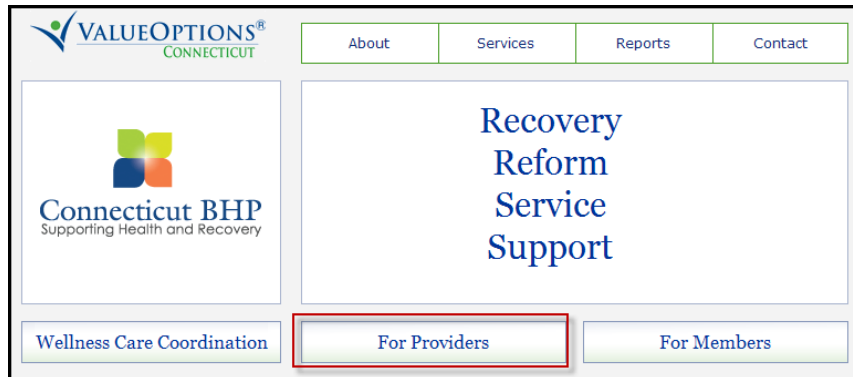 VALUEOPTIONS®
CONNECTICUT
About Services Reports Contact
Connecticut BHP
Supporting Health and Recovery
Recovery
Reform
Service
Support
Wellness Care Coordination For Providers For Members